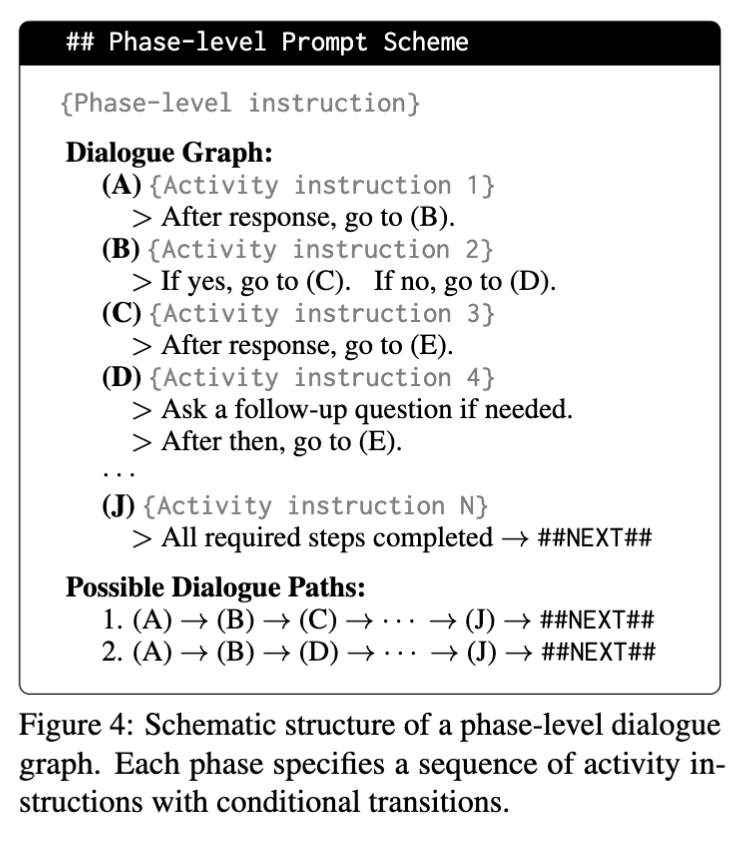 ## Phase-level Prompt Scheme
{Phase-level instruction}
Dialogue Graph:
(A) {Activity instruction 1}
> After response, go to (B).
(B) {Activity instruction 2}
> If yes, go to (C).   If no, go to (D).
(C) {Activity instruction 3}
> After response, go to (E).
(D) {Activity instruction 4}
> Ask a follow-up question if needed.
> After then, go to (E).
...
(J) {Activity instruction N}
> All required steps completed → ##NEXT##
Possible Dialogue Paths:
1. (A) → (B) → (C) → ··· → (J) → ##NEXT##
2. (A) → (B) → (D) → ··· → (J) → ##NEXT##
Figure 4: Schematic structure of a phase-level dialogue
graph. Each phase specifies a sequence of activity in-
structions with conditional transitions.